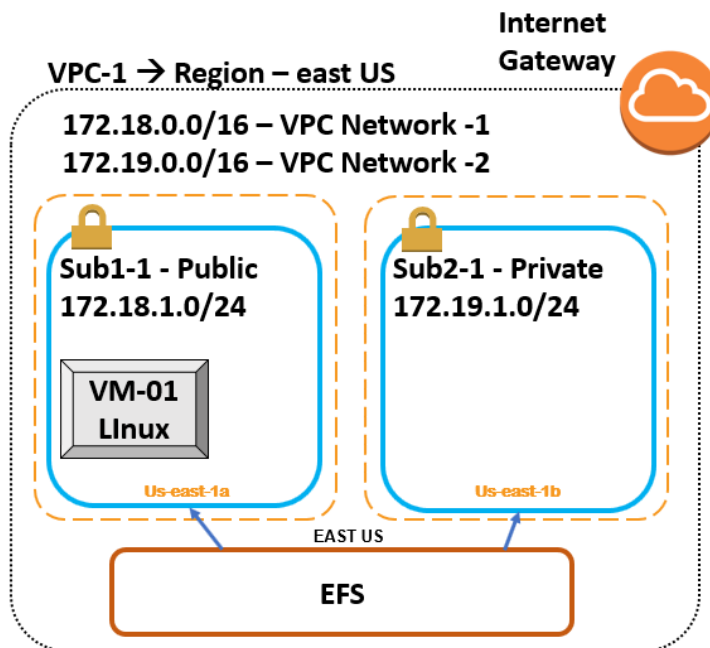 Internet
Gateway
VPC-1 → Region – east US
172.18.0.0/16 – VPC Network -1
172.19.0.0/16 – VPC Network -2
Sub1-1 - Public
172.18.1.0/24
VM-01
LInux
Us-east-1a
Sub2-1 - Private
172.19.1.0/24
Us-east-1b
EAST US
EFS